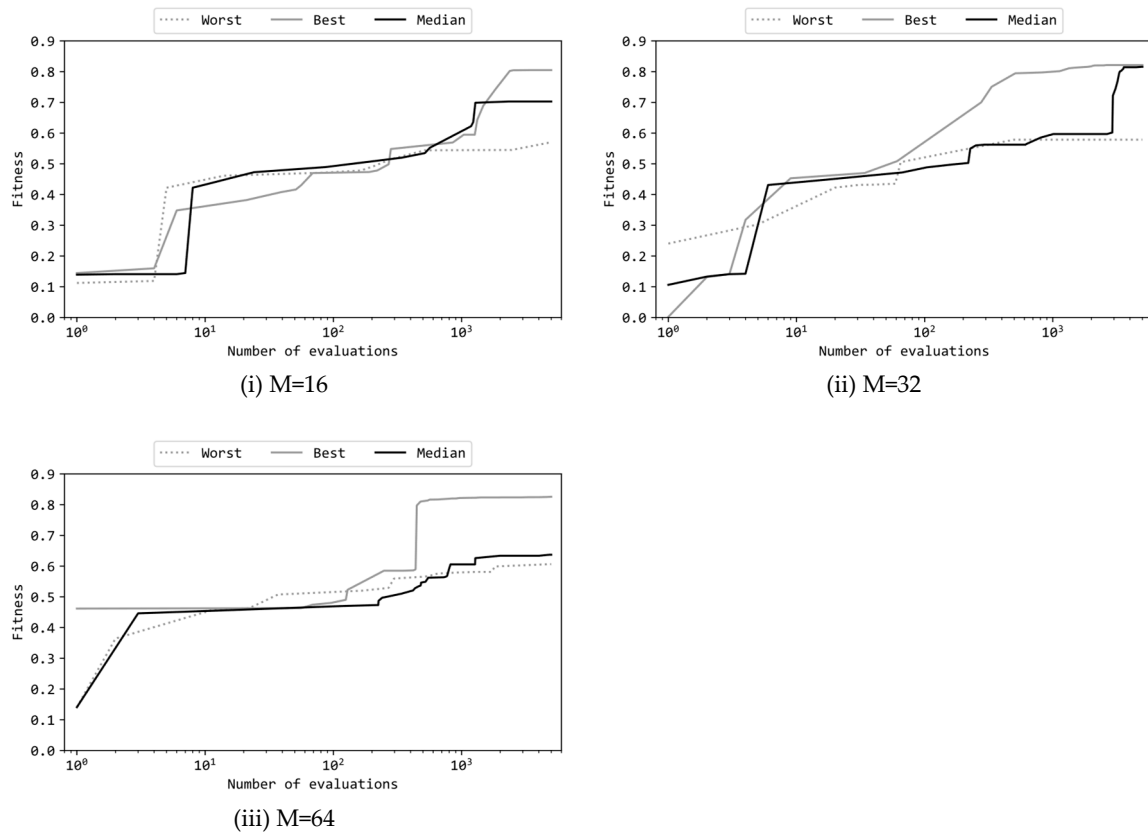 Worst Best Median
0.9
0.8
0.7
0.6
0.5
0.4
0.3
0.2
0.1
0.0
Fitness
10⁰ 10¹ 10² 10³
Number of evaluations
(i) M=16
Worst Best Median
0.9
0.8
0.7
0.6
0.5
0.4
0.3
0.2
0.1
0.0
Fitness
10⁰ 10¹ 10² 10³
Number of evaluations
(ii) M=32
Worst Best Median
0.9
0.8
0.7
0.6
0.5
0.4
0.3
0.2
0.1
0.0
Fitness
10⁰ 10¹ 10² 10³
Number of evaluations
(iii) M=64